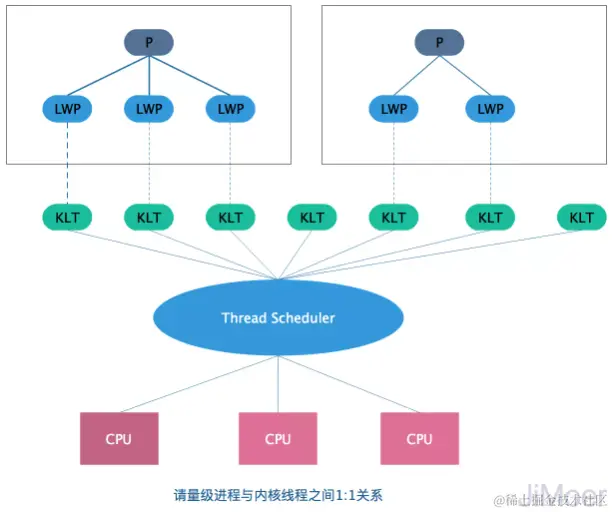 P P
LWP LWP LWP LWP LWP
KLT KLT KLT KLT KLT KLT KLT
Thread Scheduler
CPU CPU CPU
请量级进程与内核线程之间1:1关系
JiMoer
@稀土掘金技术社区